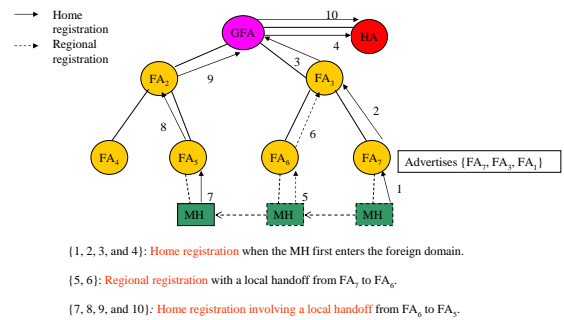 Home
registration
Regional
registration
10
GFA
HA
4
3
9
FA2
FA3
2
8
6
FA4
FA5
FA6
FA7
Advertises {FA7, FA3, FA1}
7
5
1
MH
MH
MH
{1, 2, 3, and 4}: Home registration when the MH first enters the foreign domain.
{5, 6}: Regional registration with a local handoff from FA7 to FA6.
{7, 8, 9, and 10}: Home registration involving a local handoff from FA6 to FA5.